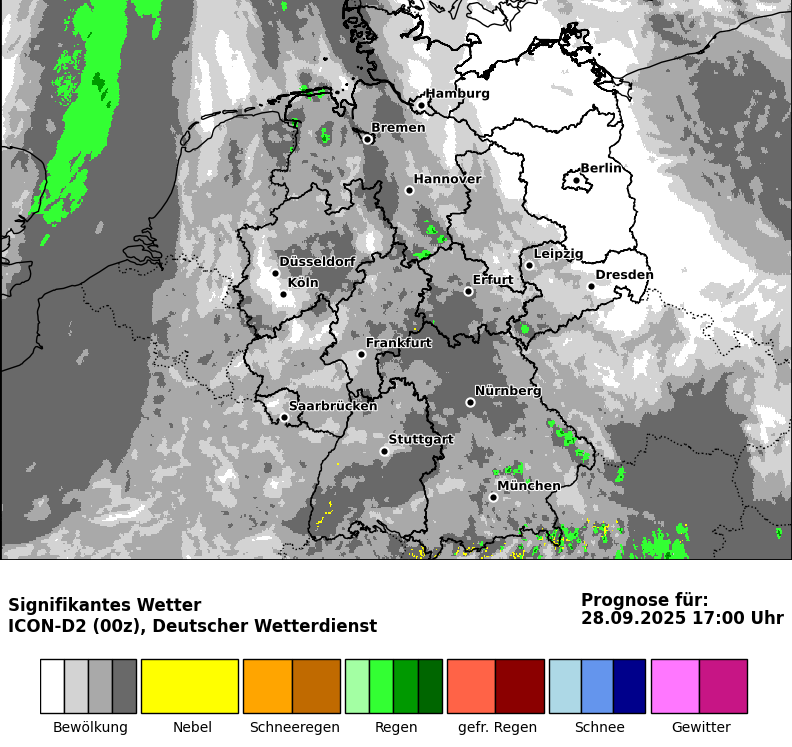 Hamburg
Bremen
Berlin
Hannover
Leipzig
Düsseldorf
Dresden
Köln
Erfurt
Frankfurt
Nürnberg
Saarbrücken
Stuttgart
München
Signifikantes Wetter
ICON-D2 (00z), Deutscher Wetterdienst
Prognose für:
28.09.2025 17:00 Uhr
Bewölkung
Nebel
Schneeregen
Regen
gefr. Regen
Schnee
Gewitter